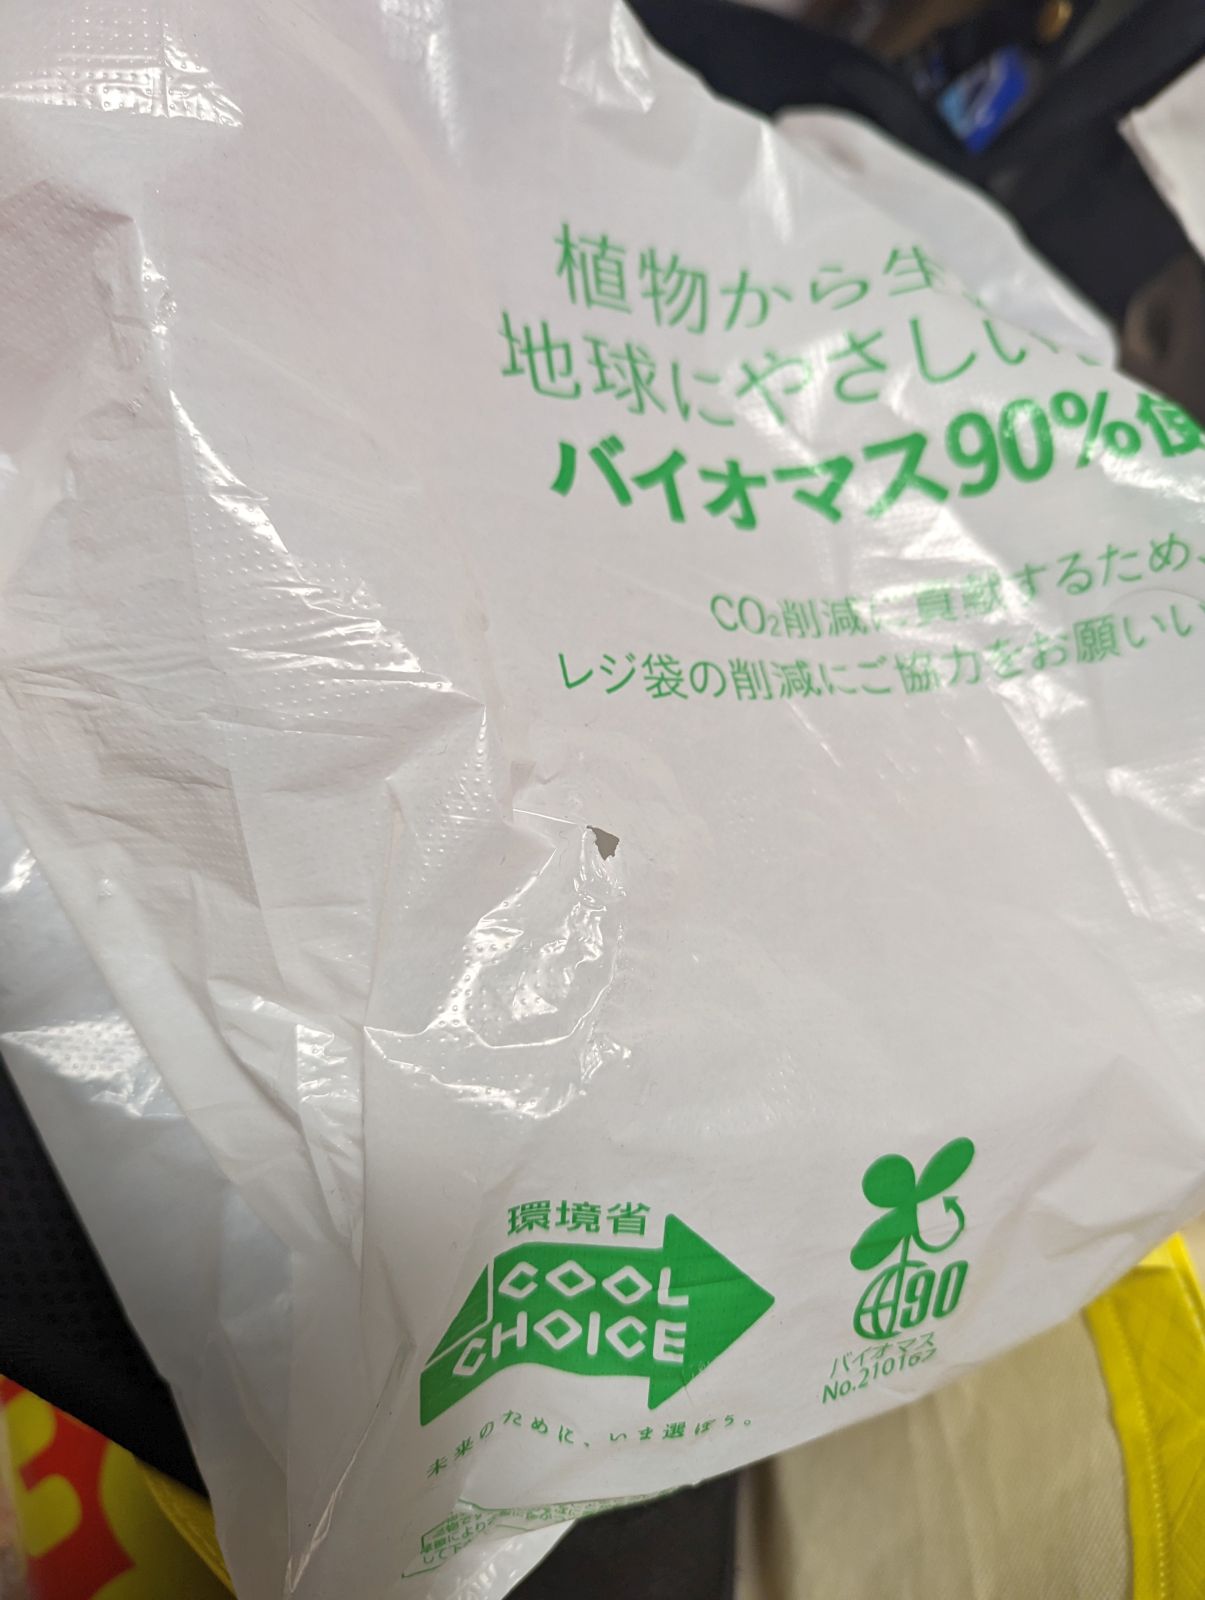 植物から生
地球にやさしい
バイオマス90%使
CO₂削減に貢献するため、
レジ袋の削減にご協力をお願いい
環境省
COOL
CHOICE
未来のために、いま選ぼう。
90
バイオマス
No.210162